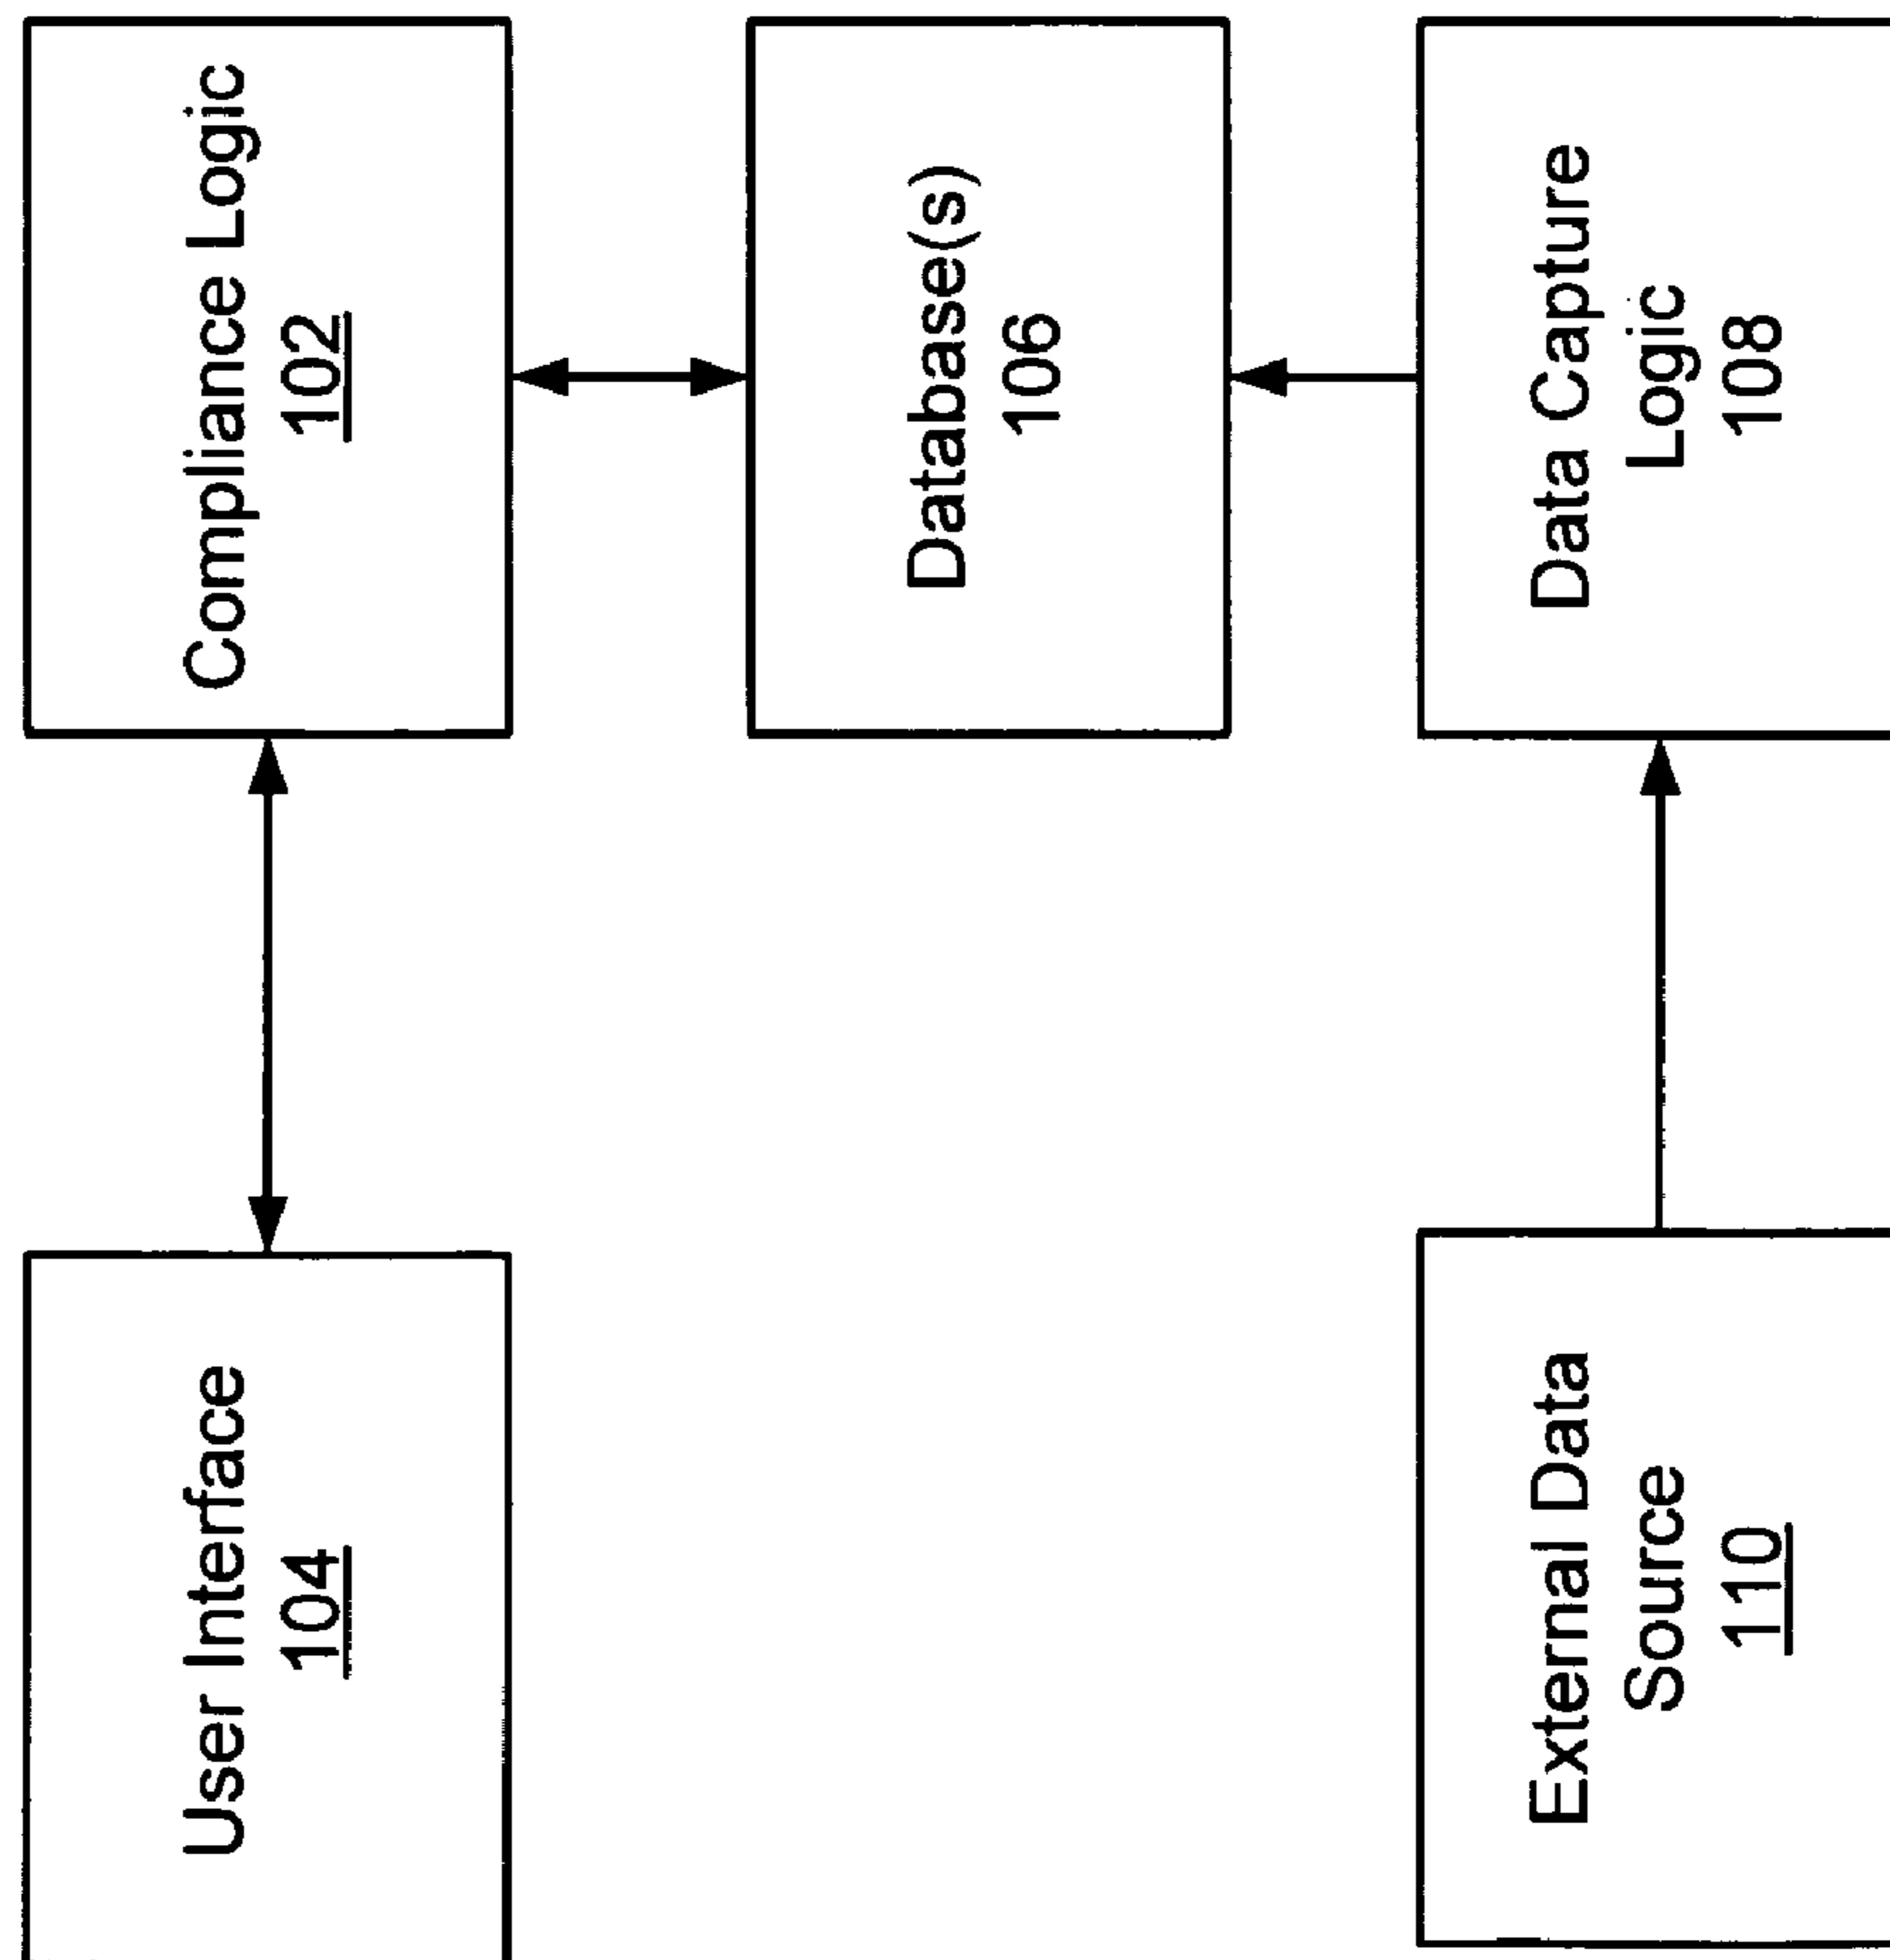 User Interface
104
Compliance Logic
102
Database(s)
106
External Data
Source
110
Data Capture
Logic
108